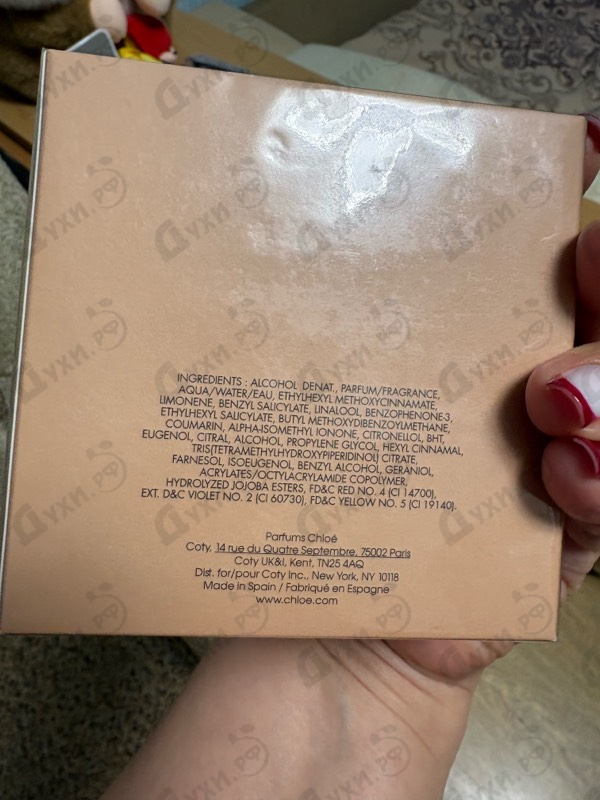 INGREDIENTS : ALCOHOL DENAT., PARFUM/FRAGRANCE,
AQUA/WATER/EAU, ETHYLHEXYL METHOXYCINNAMATE,
LIMONENE, BENZYL SALICYLATE, LINALOOL, BENZOPHENONE-3,
ETHYLHEXYL SALICYLATE, BUTYL METHOXYDIBENZOYLMETHANE,
COUMARIN, ALPHA-ISOMETHYL IONONE, CITRONELLOL, BHT,
EUGENOL, CITRAL, ALCOHOL, PROPYLENE GLYCOL, HEXYL CINNAMAL,
TRIS(TETRAMETHYLHYDROXYPIPERIDINOL) CITRATE,
FARNESOL, ISOEUGENOL, BENZYL ALCOHOL, GERANIOL,
ACRYLATES/OCTYLACRYLAMIDE COPOLYMER,
HYDROLYZED JOJOBA ESTERS, FD&C RED NO. 4 (CI 14700),
EXT. D&C VIOLET NO. 2 (CI 60730), FD&C YELLOW NO. 5 (CI 19140).
Parfums Chloé
Coty, 14 rue du Quatre Septembre, 75002 Paris
Coty UK&I, Kent, TN25 4AQ
Dist. for/pour Coty Inc., New York, NY 10118
Made in Spain / Fabriqué en Espagne
www.chloe.com
Духи.рф